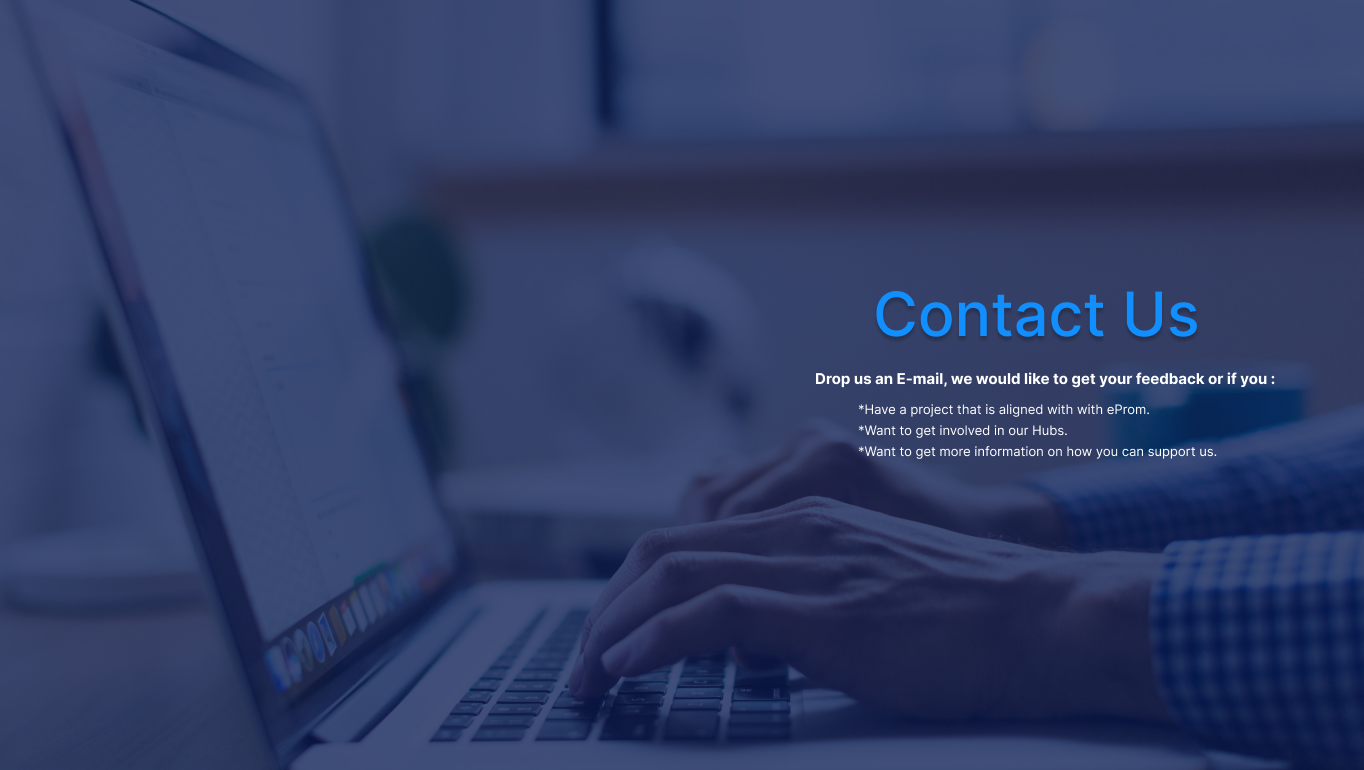 Contact Us
Drop us an E-mail, we would like to get your feedback or if you :
*Have a project that is aligned with with eProm.
*Want to get involved in our Hubs.
*Want to get more information on how you can support us.